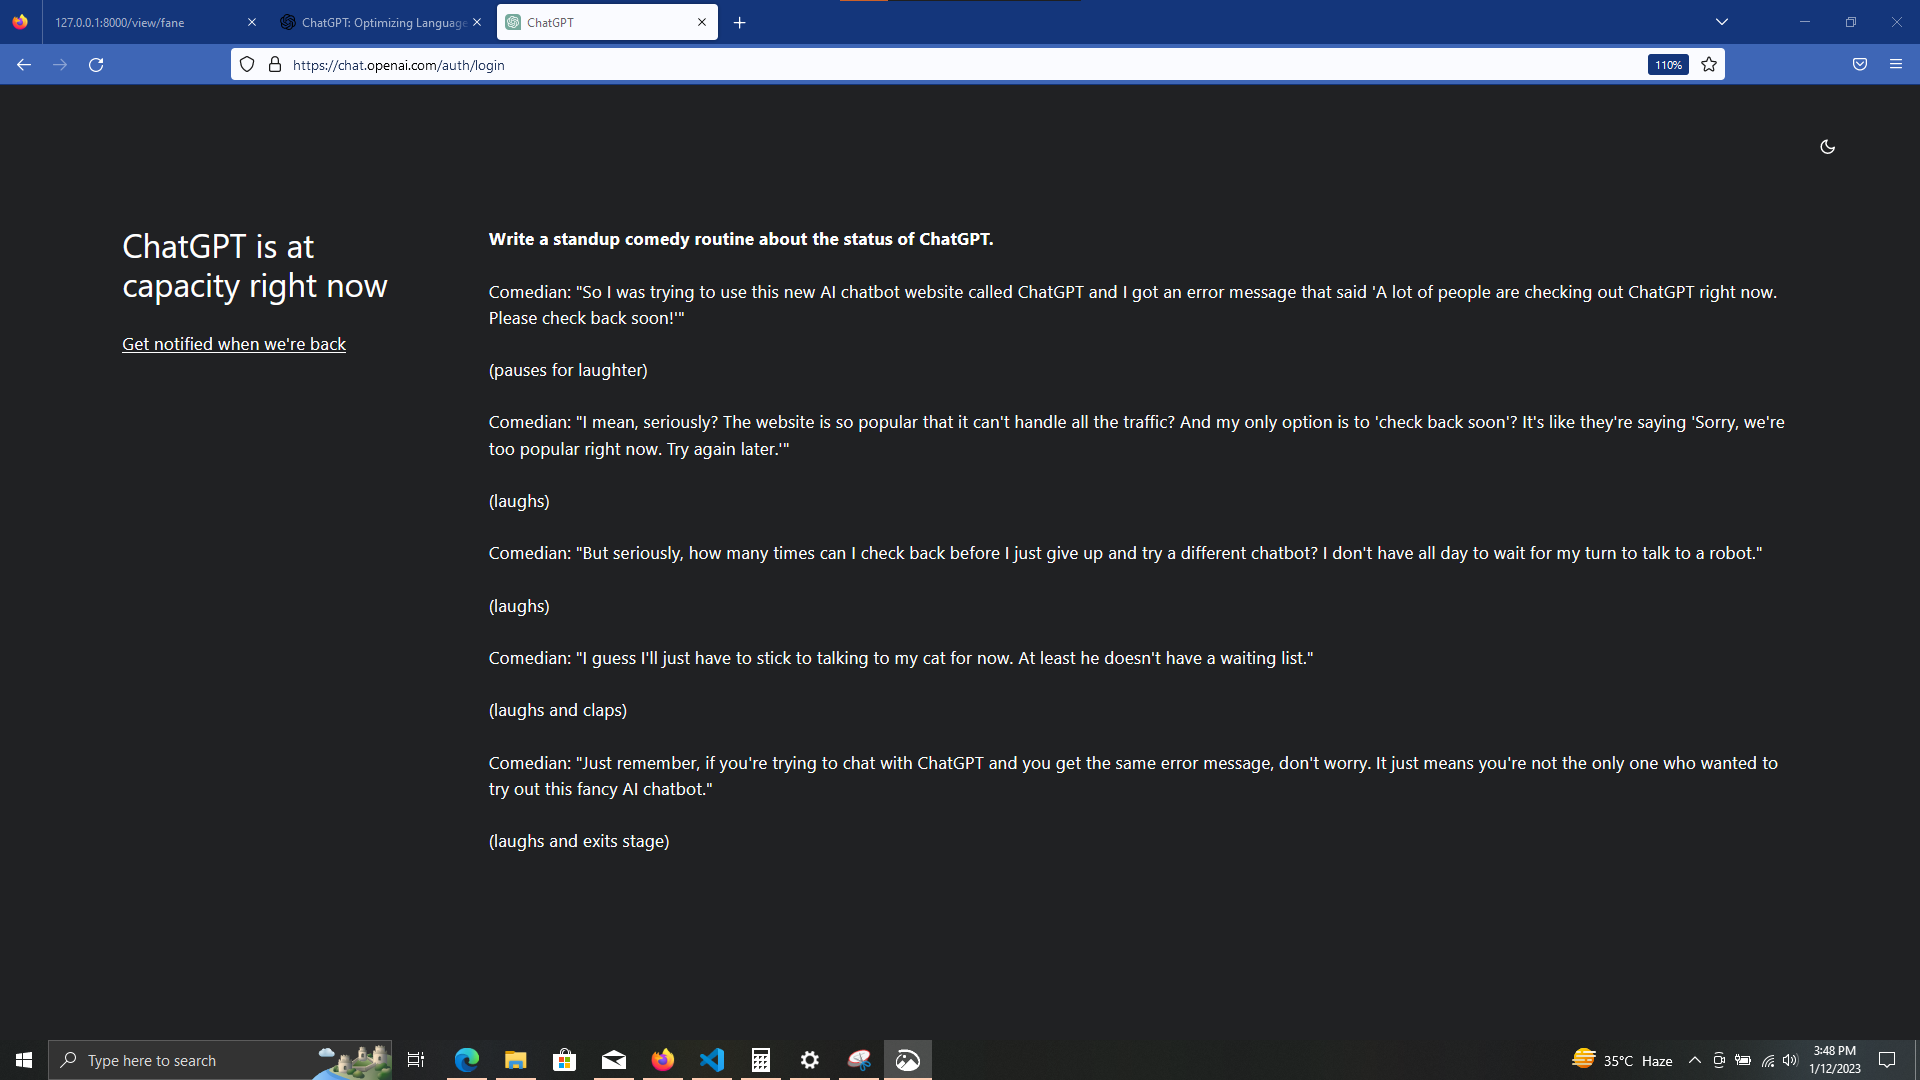 127.0.0.1:8000/view/fane
ChatGPT: Optimizing Language
ChatGPT
https://chat.openai.com/auth/login
110%
ChatGPT is at
capacity right now
Get notified when we're back
Write a standup comedy routine about the status of ChatGPT.
Comedian: "So I was trying to use this new AI chatbot website called ChatGPT and I got an error message that said 'A lot of people are checking out ChatGPT right now.
Please check back soon!'"
(pauses for laughter)
Comedian: "I mean, seriously? The website is so popular that it can't handle all the traffic? And my only option is to 'check back soon'? It's like they're saying 'Sorry, we're
too popular right now. Try again later.'"
(laughs)
Comedian: "But seriously, how many times can I check back before I just give up and try a different chatbot? I don't have all day to wait for my turn to talk to a robot."
(laughs)
Comedian: "I guess I'll just have to stick to talking to my cat for now. At least he doesn't have a waiting list."
(laughs and claps)
Comedian: "Just remember, if you're trying to chat with ChatGPT and you get the same error message, don't worry. It just means you're not the only one who wanted to
try out this fancy AI chatbot."
(laughs and exits stage)
Type here to search
35°C Haze
3:48 PM
1/12/2023